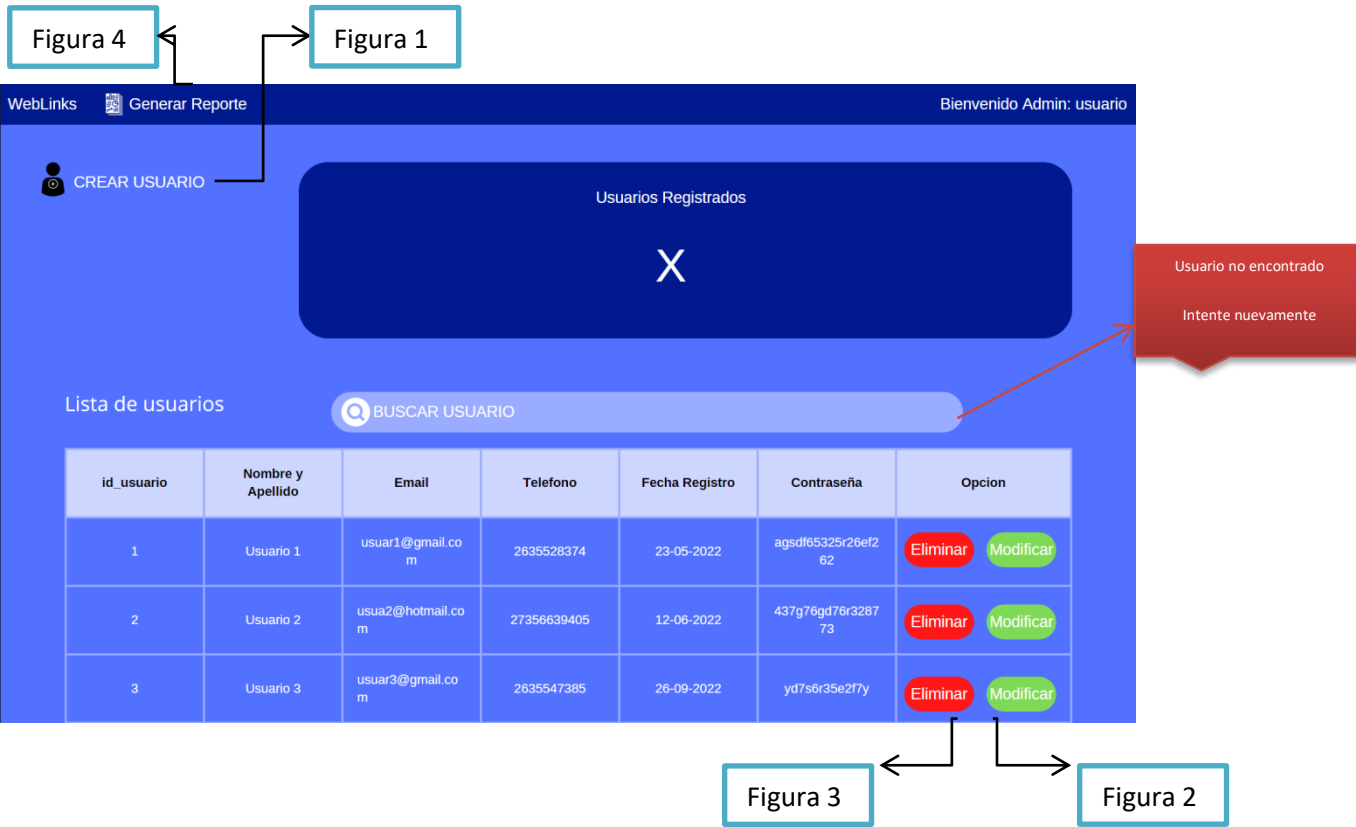 Figura 4
Figura 1
WebLinks
Generar Reporte
Bienvenido Admin: usuario
CREAR USUARIO
Usuarios Registrados
X
Usuario no encontrado
Intente nuevamente
Lista de usuarios
BUSCAR USUARIO
id_usuario
Nombre y
Apellido
Email
Telefono
Fecha Registro
Contraseña
Opcion
1
Usuario 1
usuar1@gmail.co
m
2635528374
23-05-2022
agsdf65325r26ef2
62
Eliminar
Modificar
2
Usuario 2
usua2@hotmail.co
m
27356639405
12-06-2022
437g76gd76r3287
73
Eliminar
Modificar
3
Usuario 3
usuar3@gmail.co
m
2635547385
26-09-2022
yd7s6r35e2f7y
Eliminar
Modificar
Figura 3
Figura 2